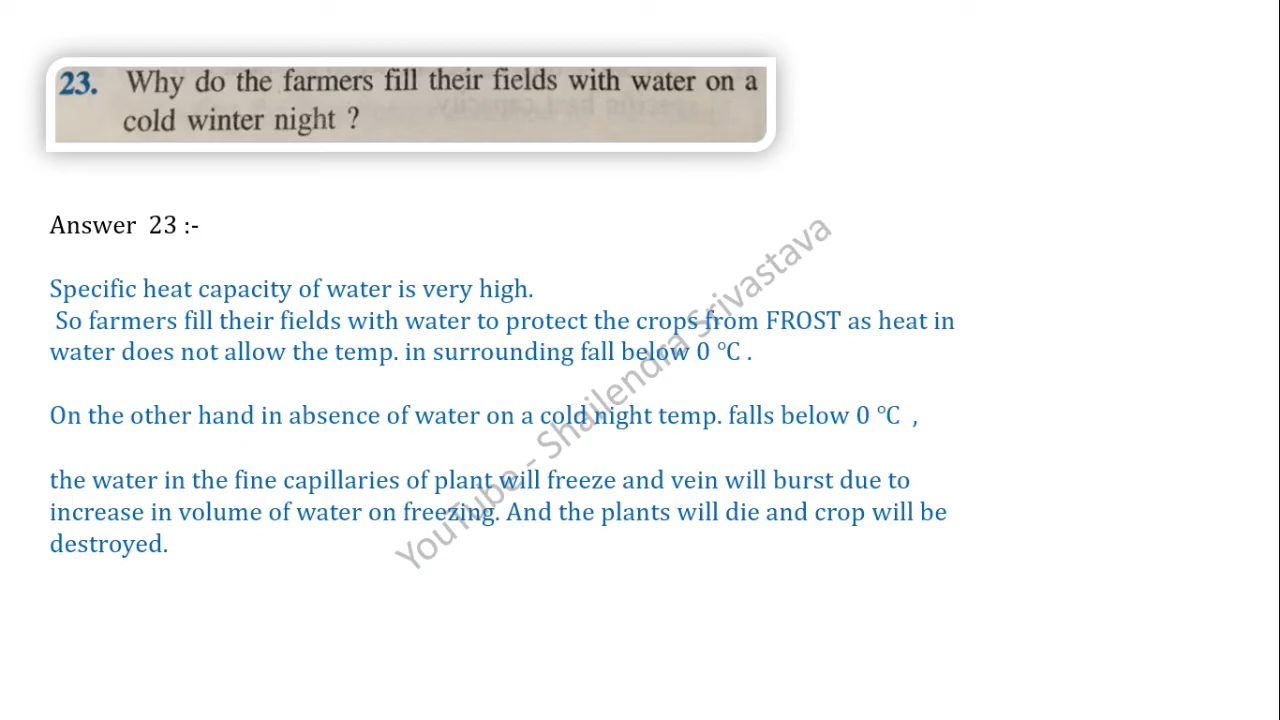 23. Why do the farmers fill their fields with water on a
cold winter night ?
Answer 23 :-
Specific heat capacity of water is very high.
So farmers fill their fields with water to protect the crops from FROST as heat in
water does not allow the temp. in surrounding fall below 0 °C .
On the other hand in absence of water on a cold night temp. falls below 0 °C ,
the water in the fine capillaries of plant will freeze and vein will burst due to
increase in volume of water on freezing. And the plants will die and crop will be
destroyed.
YouTube - Shailendra Srivastava